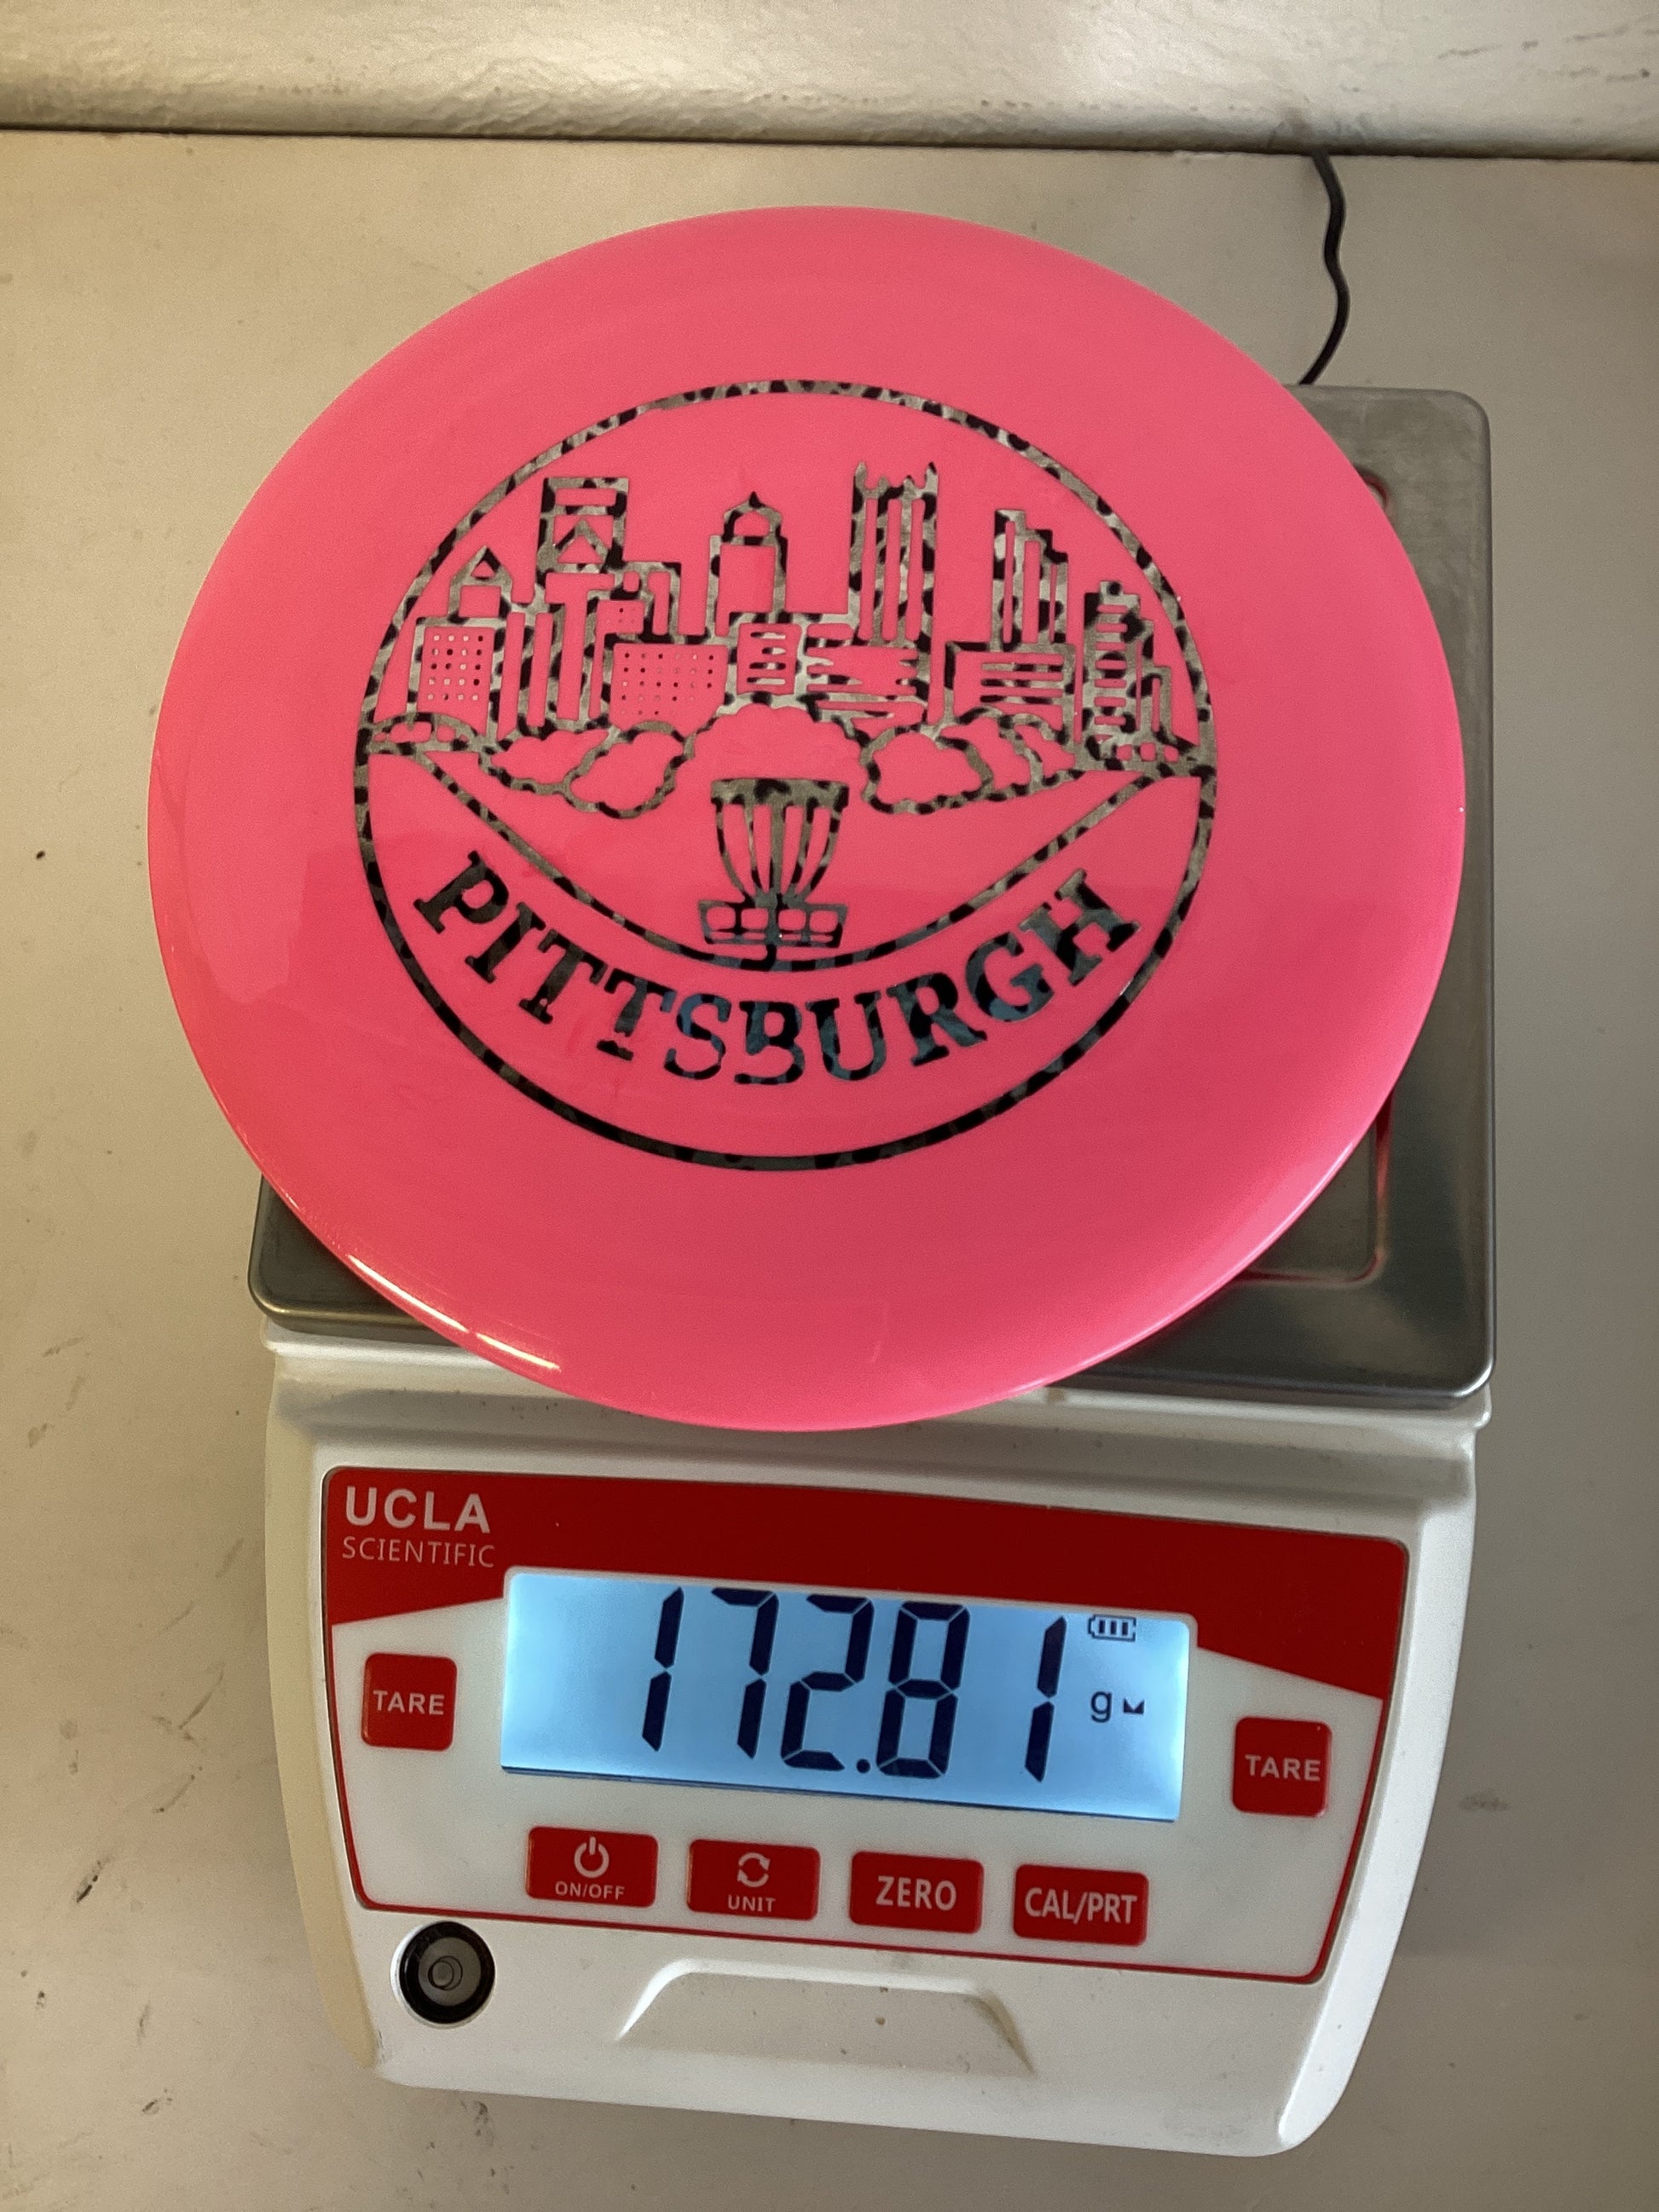 PITTSBURGH
UCLA
SCIENTIFIC
172.81 g
TARE
TARE
ON/OFF
UNIT
ZERO
CAL/PRT